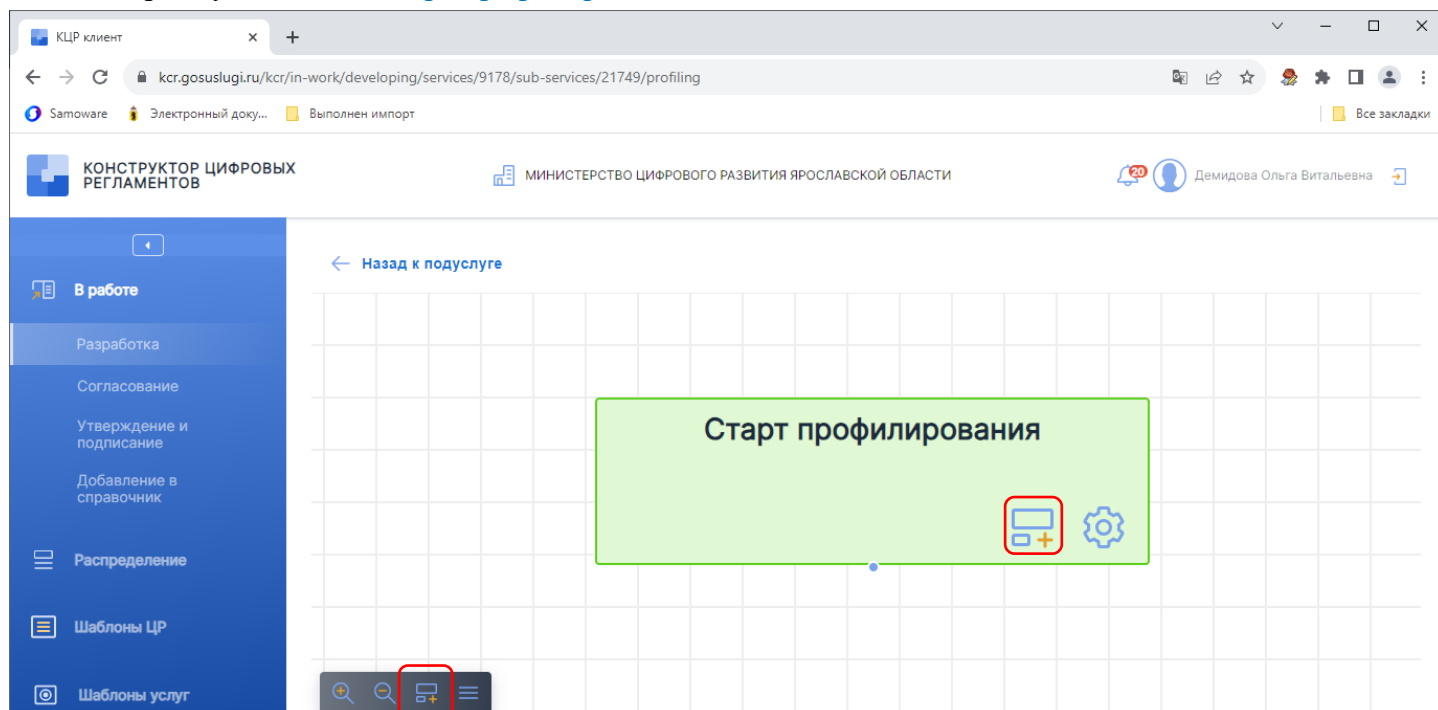 КЦР клиент
kcr.gosuslugi.ru/kcr/in-work/developing/services/9178/sub-services/21749/profiling
Samoware Электронный доку... Выполнен импорт Все закладки
КОНСТРУКТОР ЦИФРОВЫХ
РЕГЛАМЕНТОВ
МИНИСТЕРСТВО ЦИФРОВОГО РАЗВИТИЯ ЯРОСЛАВСКОЙ ОБЛАСТИ
20
Демидова Ольга Витальевна
Назад к подуслуге
В работе
Разработка
Согласование
Утверждение и
подписание
Добавление в
справочник
Распределение
Шаблоны ЦР
Шаблоны услуг
Старт профилирования